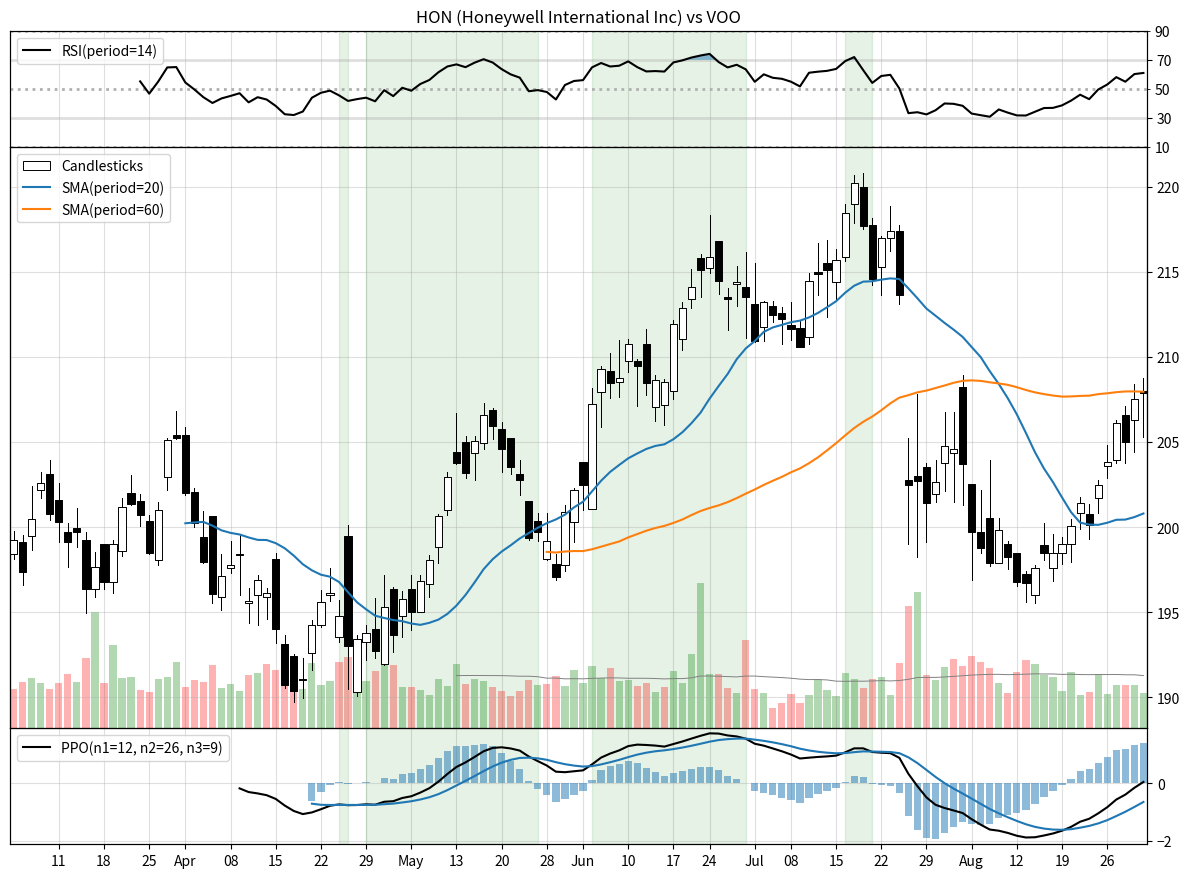 HON (Honeywell International Inc) vs VOO
RSI(period=14)
90
70
50
30
10
Candlesticks
SMA(period=20)
SMA(period=60)
220
215
210
205
200
195
190
PPO(n1=12, n2=26, n3=9)
0
−2
11 18 25 Apr 08 15 22 29 May 13 20 28 Jun 10 17 24 Jul 08 15 22 29 Aug 12 19 26